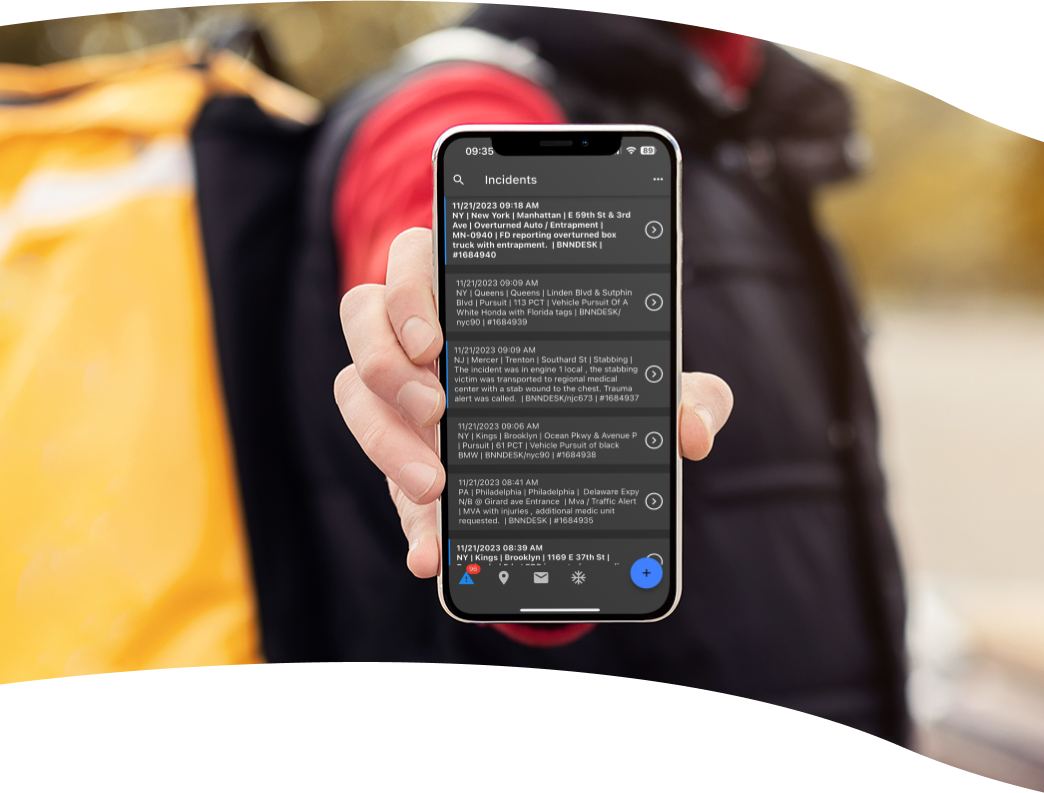 09:35
89
Incidents
11/21/2023 09:18 AM
NY | New York | Manhattan | E 59th St & 3rd
Ave | Overturned Auto / Entrapment |
MN-0940 | FD reporting overturned box
truck with entrapment. | BNNDESK |
#1684940
11/21/2023 09:09 AM
NY | Queens | Queens | Linden Blvd & Sutphin
Blvd | Pursuit | 113 PCT | Vehicle Pursuit Of A
White Honda with Florida tags | BNNDESK/
nyc90 | #1684939
11/21/2023 09:09 AM
NJ | Mercer | Trenton | Southard St | Stabbing |
The incident was in engine 1 local , the stabbing
victim was transported to regional medical
center with a stab wound to the chest. Trauma
alert was called. | BNNDESK/njc673 | #1684937
11/21/2023 09:06 AM
NY | Kings | Brooklyn | Ocean Pkwy & Avenue P
| Pursuit | 61 PCT | Vehicle Pursuit of black
BMW | BNNDESK/nyc90 | #1684938
11/21/2023 08:41 AM
PA | Philadelphia | Philadelphia | Delaware Expy
N/B @ Girard ave Entrance | Mva / Traffic Alert
| MVA with injuries , additional medic unit
requested. | BNNDESK | #1684935
11/21/2023 08:39 AM
NY | Kings | Brooklyn | 1169 E 37th St |
96